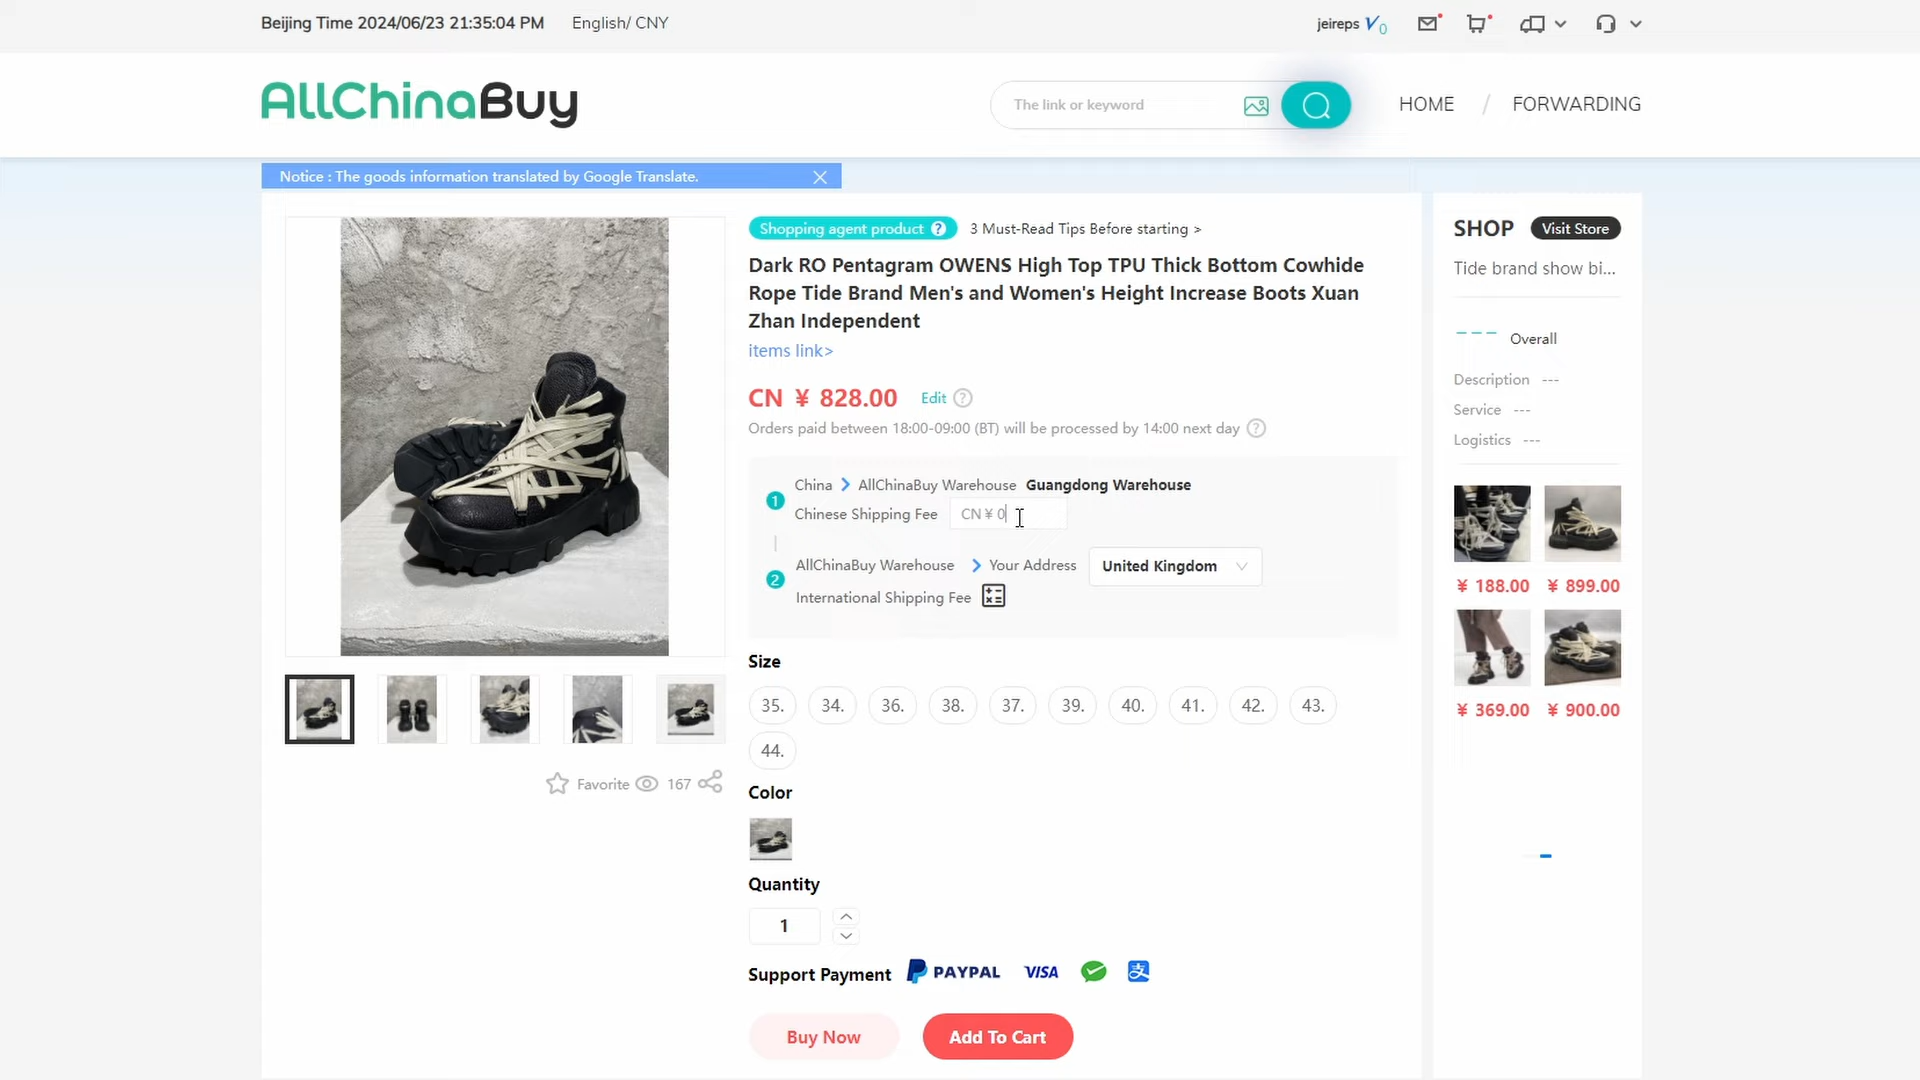 Beijing Time 2024/06/23 21:35:04 PM
English/ CNY
jeireps V0
AllChinaBuy
The link or keyword
HOME / FORWARDING
Notice : The goods information translated by Google Translate.
Shopping agent product ?
3 Must-Read Tips Before starting >
Dark RO Pentagram OWENS High Top TPU Thick Bottom Cowhide
Rope Tide Brand Men's and Women's Height Increase Boots Xuan
Zhan Independent
items link>
CN ¥ 828.00 Edit ?
Orders paid between 18:00-09:00 (BT) will be processed by 14:00 next day ?
1 China > AllChinaBuy Warehouse Guangdong Warehouse
Chinese Shipping Fee CN ¥ 0
2 AllChinaBuy Warehouse > Your Address United Kingdom
International Shipping Fee
Size
35. 34. 36. 38. 37. 39. 40. 41. 42. 43.
44.
Favorite 167
Color
Quantity
1
Support Payment PAYPAL VISA 支
Buy Now Add To Cart
SHOP Visit Store
Tide brand show bi...
--- Overall
Description ---
Service ---
Logistics ---
¥ 188.00 ¥ 899.00
¥ 369.00 ¥ 900.00